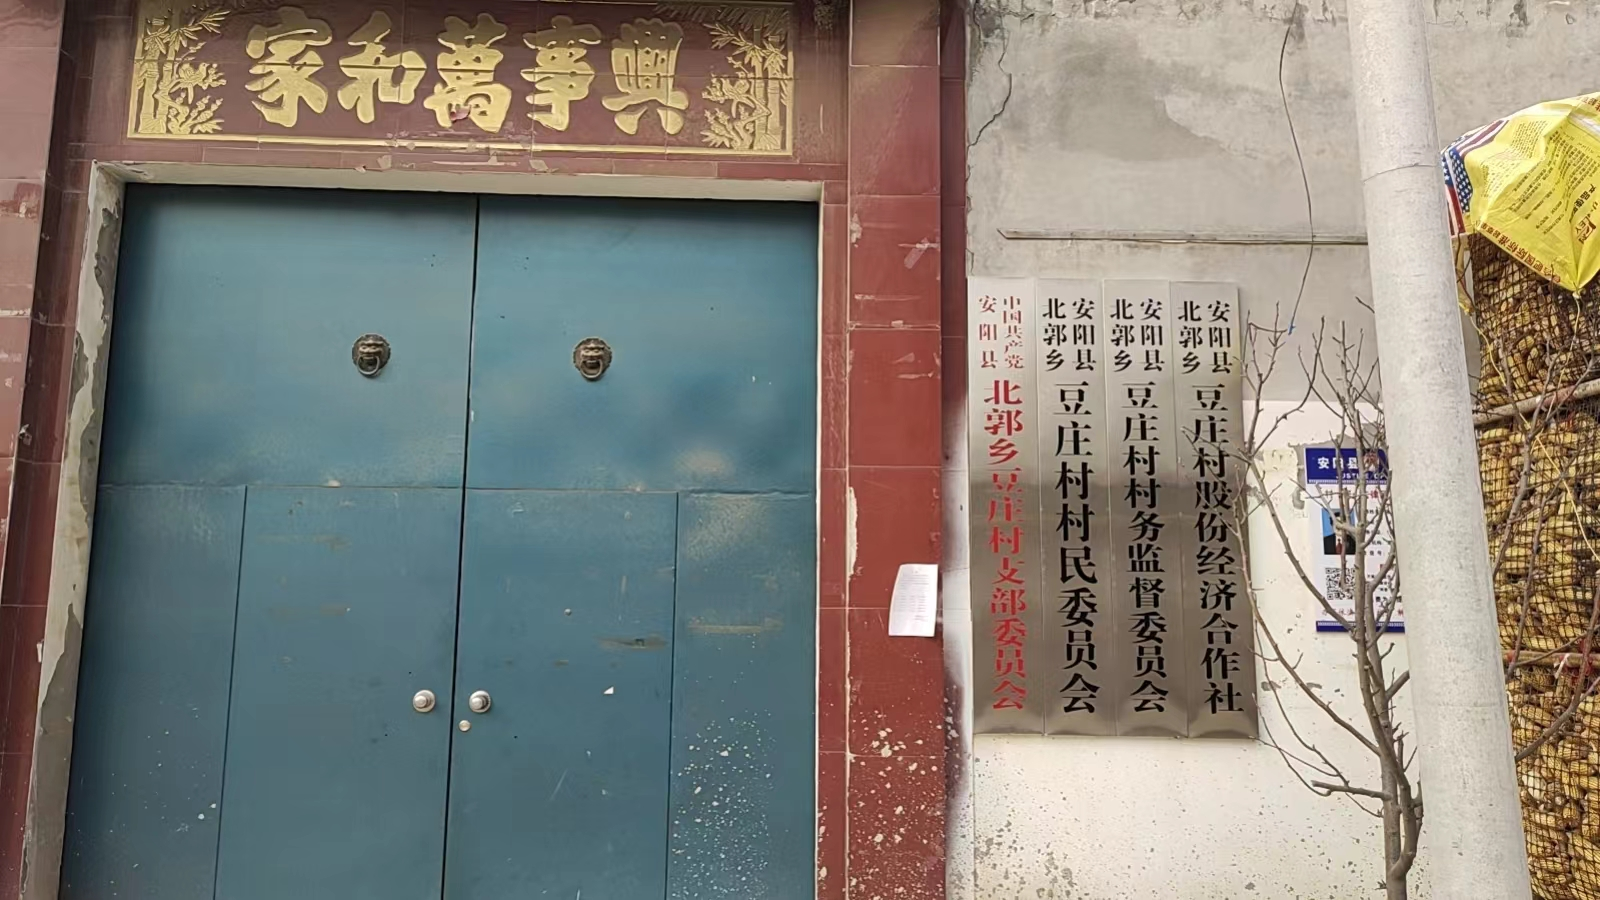 家和萬事興
中国共产党
安阳县
北郭乡豆庄村支部委员会
安阳县
北郭乡
豆庄村村民委员会
安阳县
北郭乡
豆庄村村务监督委员会
安阳县
北郭乡
豆庄村股份经济合作社
安阳县